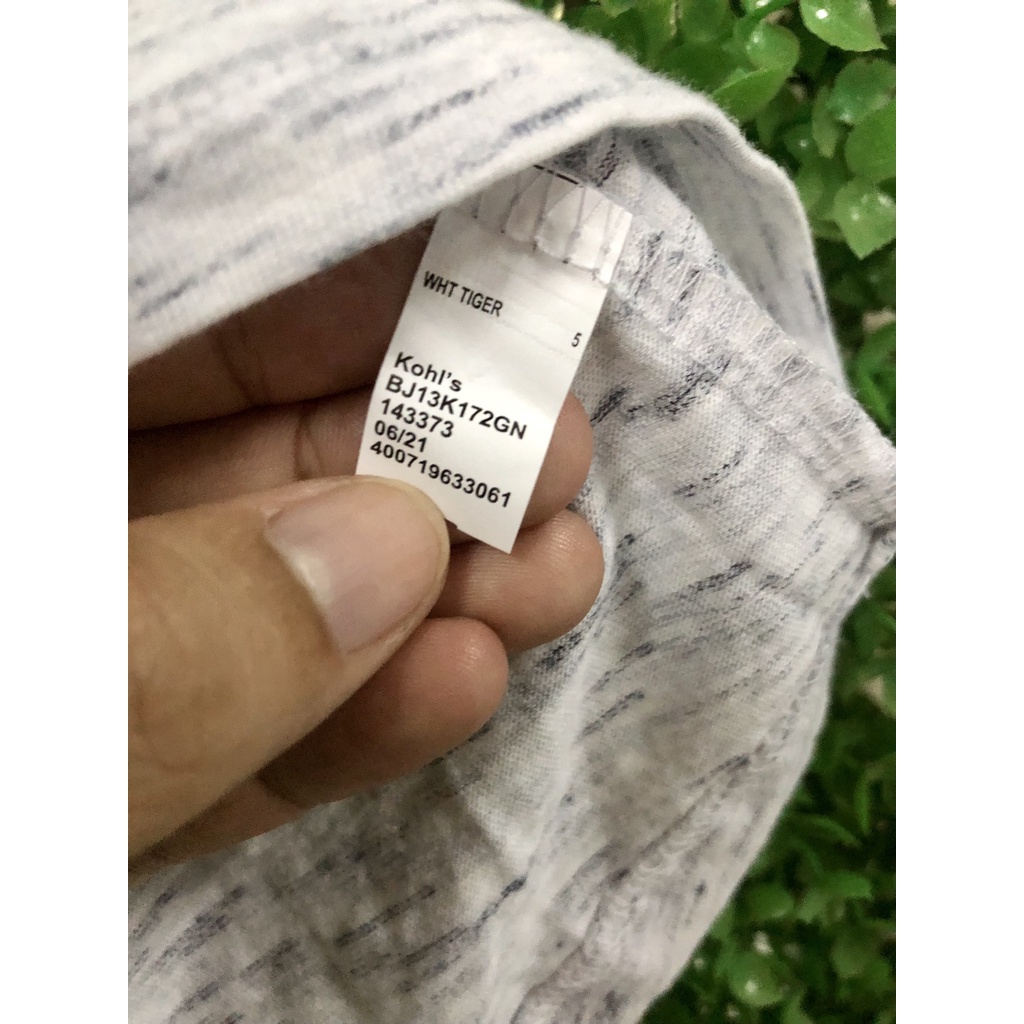 WHT TIGER
5
Kohl's
BJ13K172GN
143373
06/21
400719633061